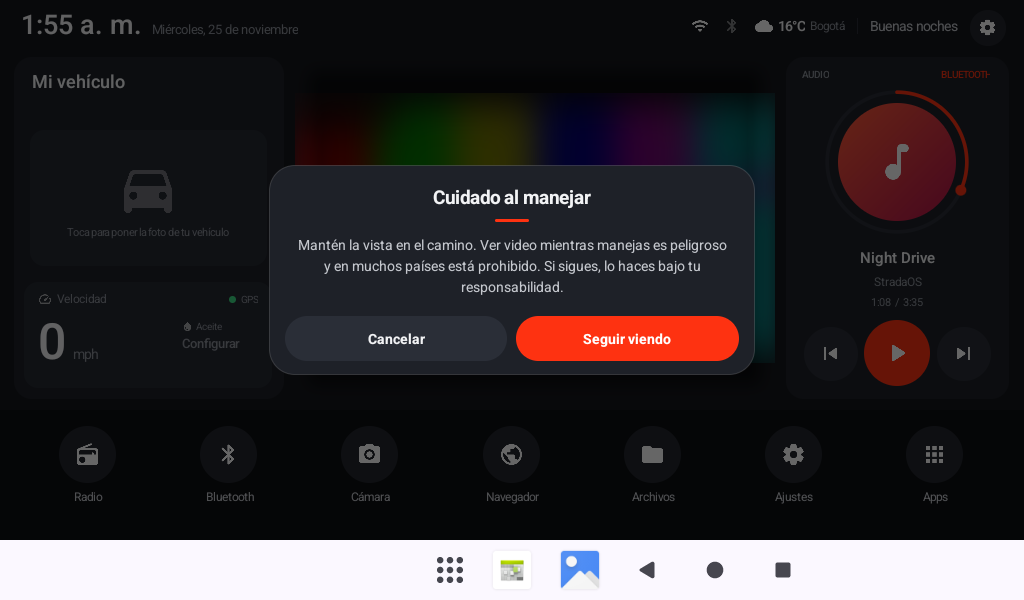 1:55 a. m.
Miércoles, 25 de noviembre
16°C Bogotá
Buenas noches
Mi vehículo
Toca para poner la foto de tu vehículo
Velocidad
GPS
0 mph
Aceite
Configurar
Cuidado al manejar
Mantén la vista en el camino. Ver video mientras manejas es peligroso
y en muchos países está prohibido. Si sigues, lo haces bajo tu
responsabilidad.
Cancelar
Seguir viendo
AUDIO
BLUETOOTH
Night Drive
StradaOS
1:08 / 3:35
Radio
Bluetooth
Cámara
Navegador
Archivos
Ajustes
Apps